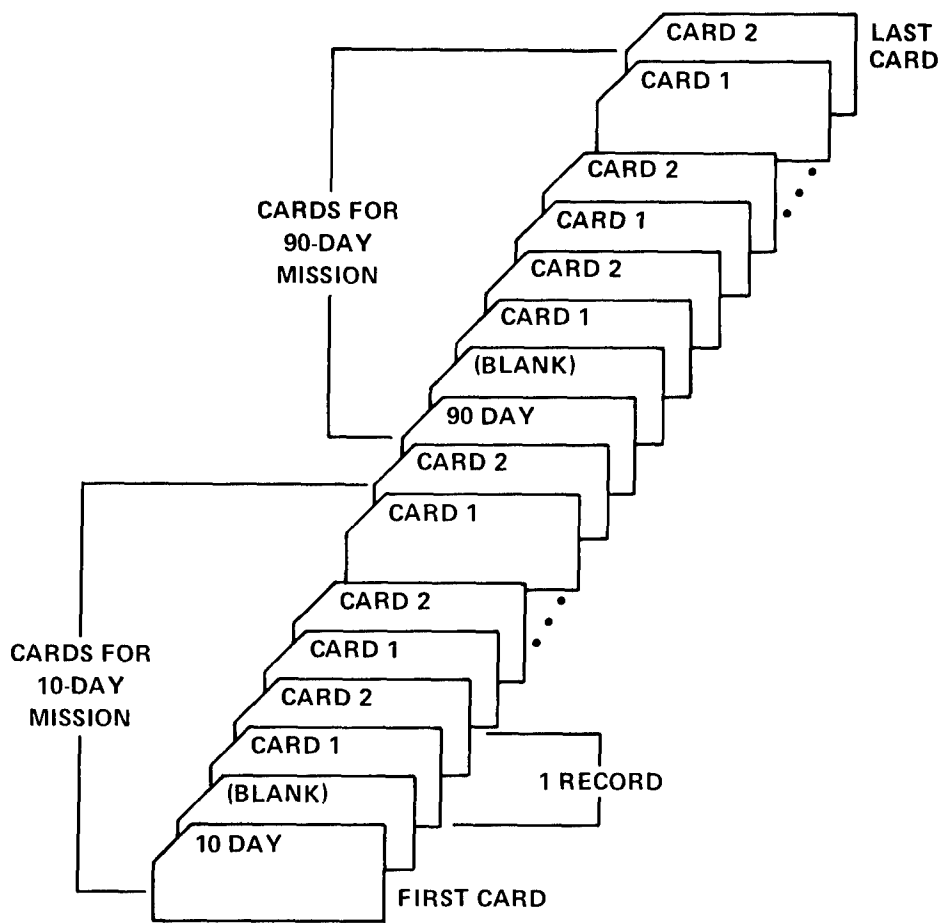 CARD 2
LAST
CARD
CARD 1
CARD 2
CARDS FOR
90-DAY
MISSION
CARD 1
CARD 2
CARD 1
(BLANK)
90 DAY
CARD 2
CARD 1
CARD 2
CARDS FOR
10-DAY
MISSION
CARD 1
CARD 2
CARD 1
1 RECORD
(BLANK)
10 DAY
FIRST CARD